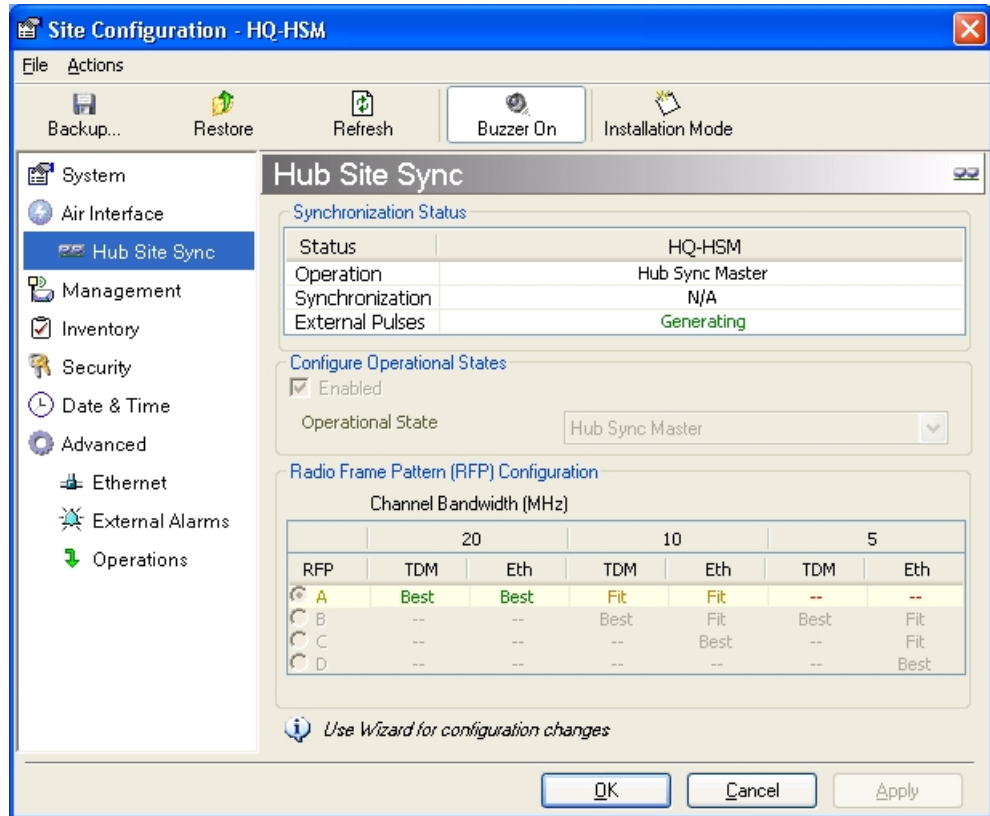 Site Configuration - HQ-HSM
File Actions
Backup... Restore Refresh Buzzer On Installation Mode
System
Air Interface
Hub Site Sync
Management
Inventory
Security
Date & Time
Advanced
Ethernet
External Alarms
Operations
Hub Site Sync
Synchronization Status
Status HQ-HSM
Operation Hub Sync Master
Synchronization N/A
External Pulses Generating
Configure Operational States
Enabled
Operational State Hub Sync Master
Radio Frame Pattern (RFP) Configuration
Channel Bandwidth (MHz)
20 10 5
RFP TDM Eth TDM Eth TDM Eth
A Best Best Fit Fit -- --
B -- -- Best Fit Best Fit
C -- -- -- Best -- Fit
D -- -- -- -- -- Best
Use Wizard for configuration changes
OK Cancel Apply